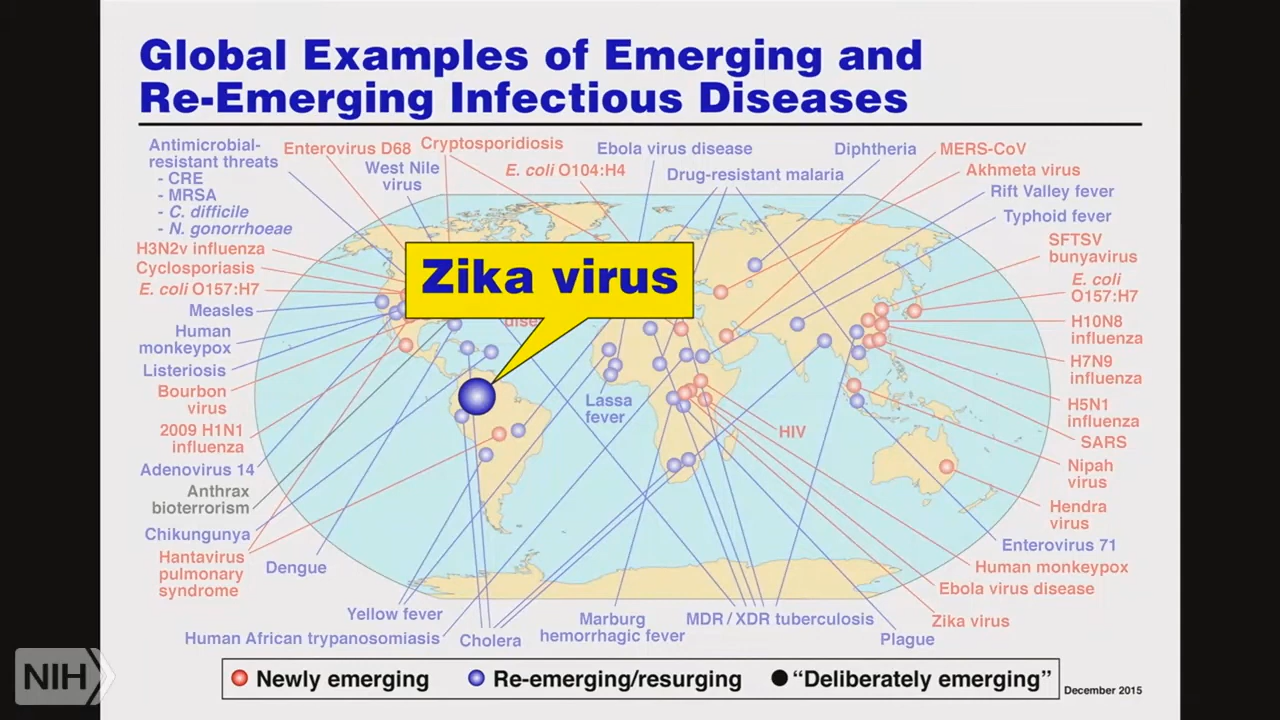 Global Examples of Emerging and
Re-Emerging Infectious Diseases
Antimicrobial-
resistant threats
- CRE
- MRSA
- C. difficile
- N. gonorrhoeae
Enterovirus D68
Cryptosporidiosis
West Nile
virus
E. coli O104:H4
Ebola virus disease
Drug-resistant malaria
Diphtheria
MERS-CoV
Akhmeta virus
Rift Valley fever
Typhoid fever
SFTSV
bunyavirus
E. coli
O157:H7
H10N8
influenza
H7N9
influenza
H5N1
influenza
SARS
Nipah
virus
Hendra
virus
Enterovirus 71
Human monkeypox
Ebola virus disease
Zika virus
Plague
H3N2v influenza
Cyclosporiasis
E. coli O157:H7
Measles
Human
monkeypox
Listeriosis
Bourbon
virus
2009 H1N1
influenza
Adenovirus 14
Anthrax
bioterrorism
Chikungunya
Hantavirus
pulmonary
syndrome
Dengue
Yellow fever
Human African trypanosomiasis
Cholera
Marburg
hemorrhagic fever
MDR / XDR tuberculosis
Zika virus
Lassa
fever
HIV
Newly emerging
Re-emerging/resurging
“Deliberately emerging”
December 2015
NIH